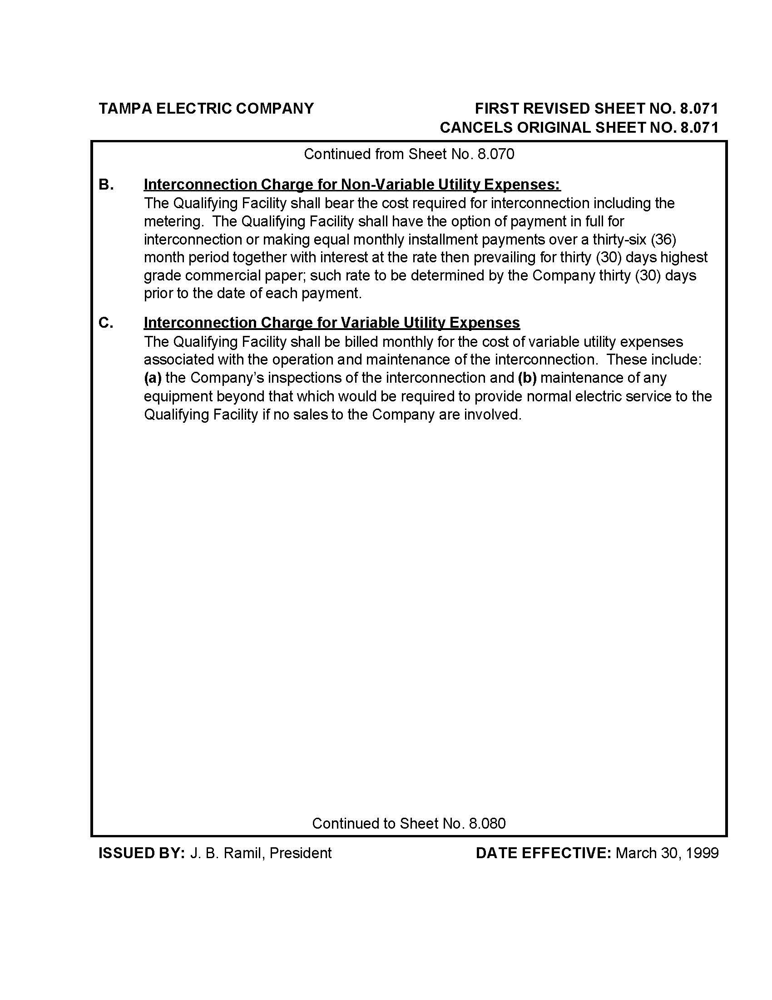 TAMPA ELECTRIC COMPANY
FIRST REVISED SHEET NO. 8.071
CANCELS ORIGINAL SHEET NO. 8.071
Continued from Sheet No. 8.070
B. Interconnection Charge for Non-Variable Utility Expenses:
The Qualifying Facility shall bear the cost required for interconnection including the
metering. The Qualifying Facility shall have the option of payment in full for
interconnection or making equal monthly installment payments over a thirty-six (36)
month period together with interest at the rate then prevailing for thirty (30) days highest
grade commercial paper; such rate to be determined by the Company thirty (30) days
prior to the date of each payment.
C. Interconnection Charge for Variable Utility Expenses
The Qualifying Facility shall be billed monthly for the cost of variable utility expenses
associated with the operation and maintenance of the interconnection. These include:
(a) the Company’s inspections of the interconnection and (b) maintenance of any
equipment beyond that which would be required to provide normal electric service to the
Qualifying Facility if no sales to the Company are involved.
Continued to Sheet No. 8.080
ISSUED BY: J. B. Ramil, President
DATE EFFECTIVE: March 30, 1999